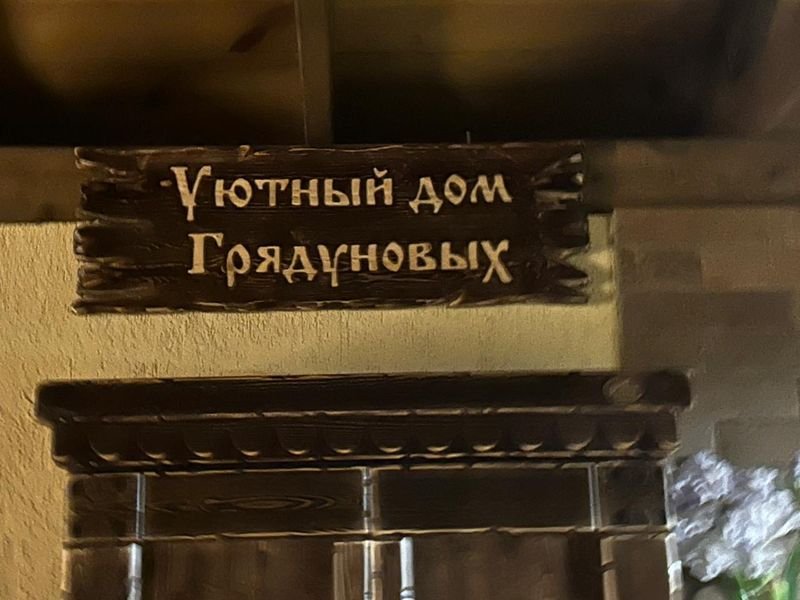 Уютный дом
Грядуновых